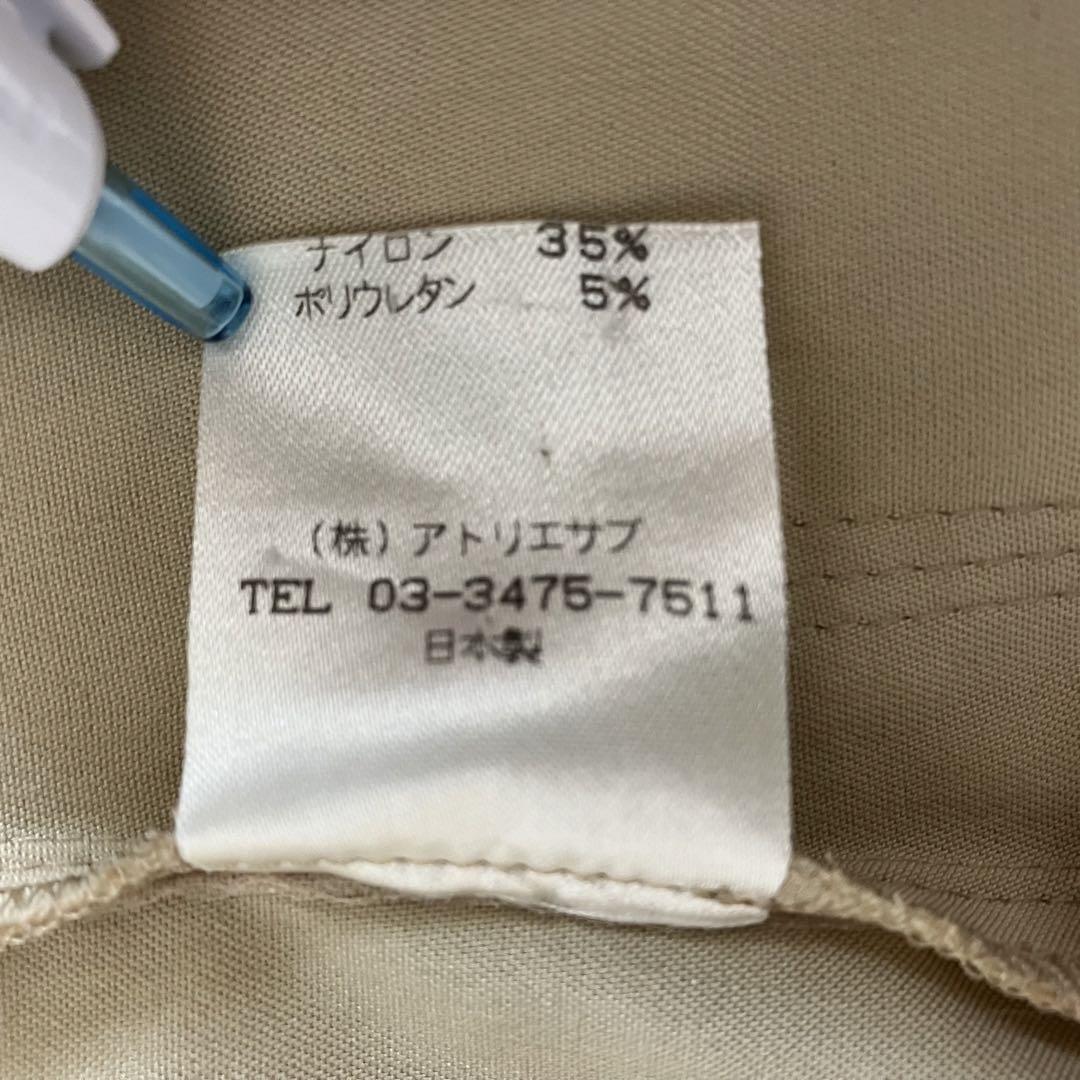 ナイロン 35%
ポリウレタン 5%
(株)アトリエサブ
TEL 03-3475-7511
日本製